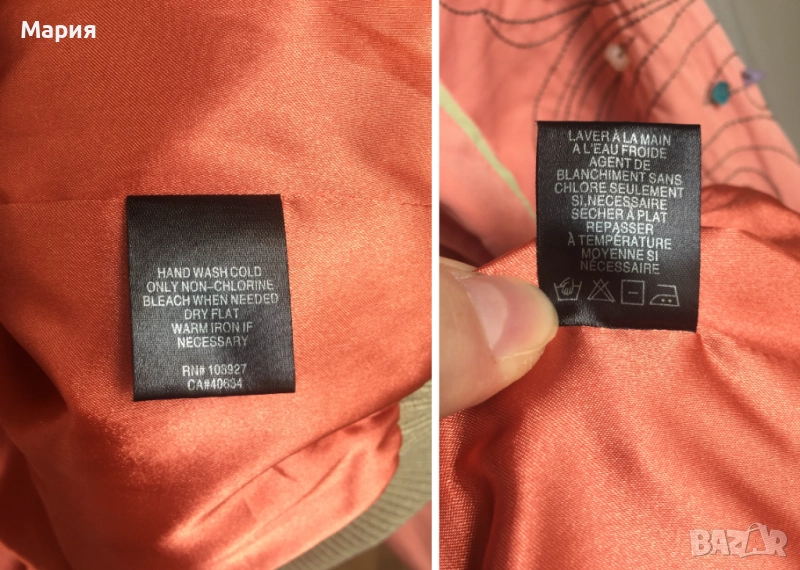 Мария
HAND WASH COLD
ONLY NON-CHLORINE
BLEACH WHEN NEEDED
DRY FLAT
WARM IRON IF
NECESSARY
RN# 103927
CA#40634
LAVER À LA MAIN
A L'EAU FROIDE
AGENT DE
BLANCHIMENT SANS
CHLORE SEULEMENT
SI NECESSAIRE
SÉCHER À PLAT
REPASSER
À TEMPÉRATURE
MOYENNE SI
NÉCESSAIRE
BAZAR